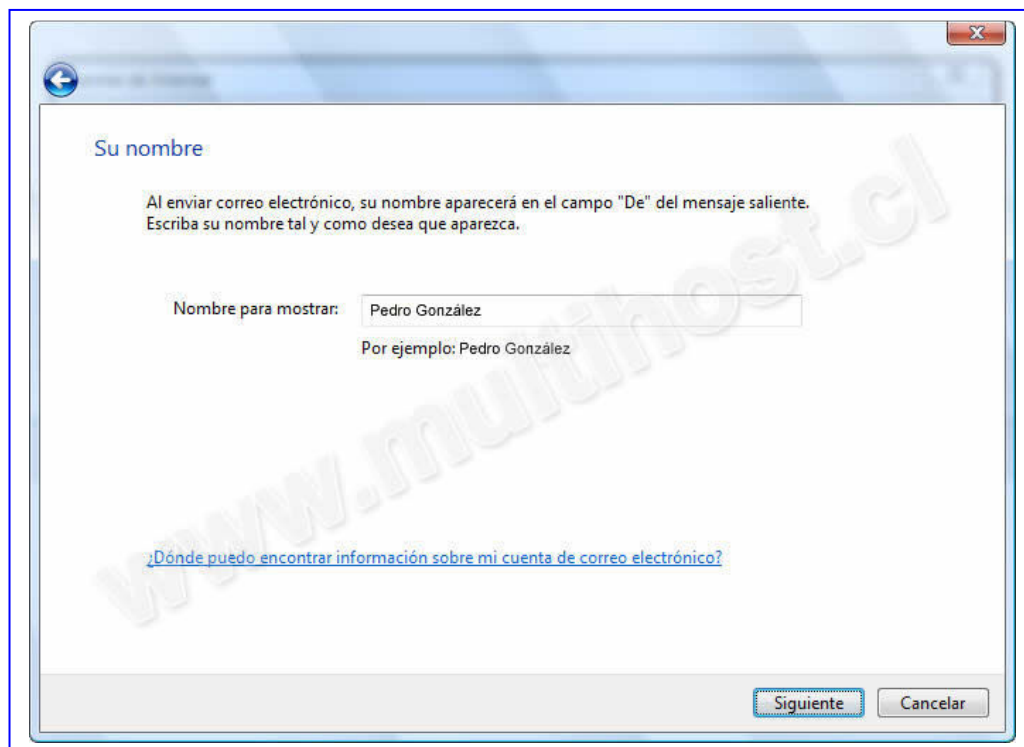 Su nombre
Al enviar correo electrónico, su nombre aparecerá en el campo "De" del mensaje saliente.
Escriba su nombre tal y como desea que aparezca.
Nombre para mostrar: Pedro González
Por ejemplo: Pedro González
www.multihost.cl
¿Dónde puedo encontrar información sobre mi cuenta de correo electrónico?
Siguiente Cancelar